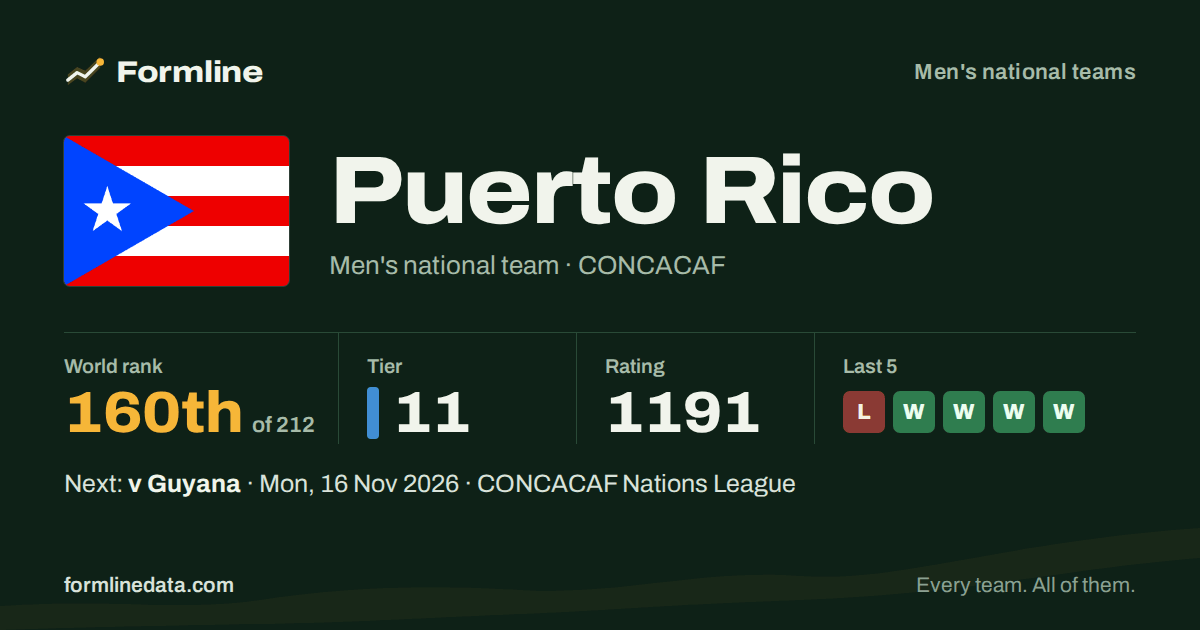 Formline
Men's national teams
Puerto Rico
Men's national team · CONCACAF
World rank
160th of 212
Tier
11
Rating
1191
Last 5
L W W W W
Next: v Guyana · Mon, 16 Nov 2026 · CONCACAF Nations League
formlinedata.com
Every team. All of them.